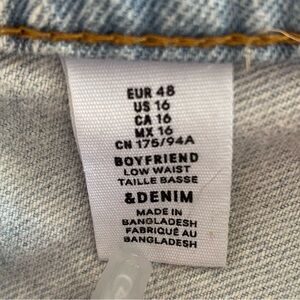 EUR 48
US 16
CA 16
MX 16
CN 175/94A
BOYFRIEND
LOW WAIST
TAILLE BASSE
&DENIM
MADE IN
BANGLADESH
FABRIQUÉ AU
BANGLADESH